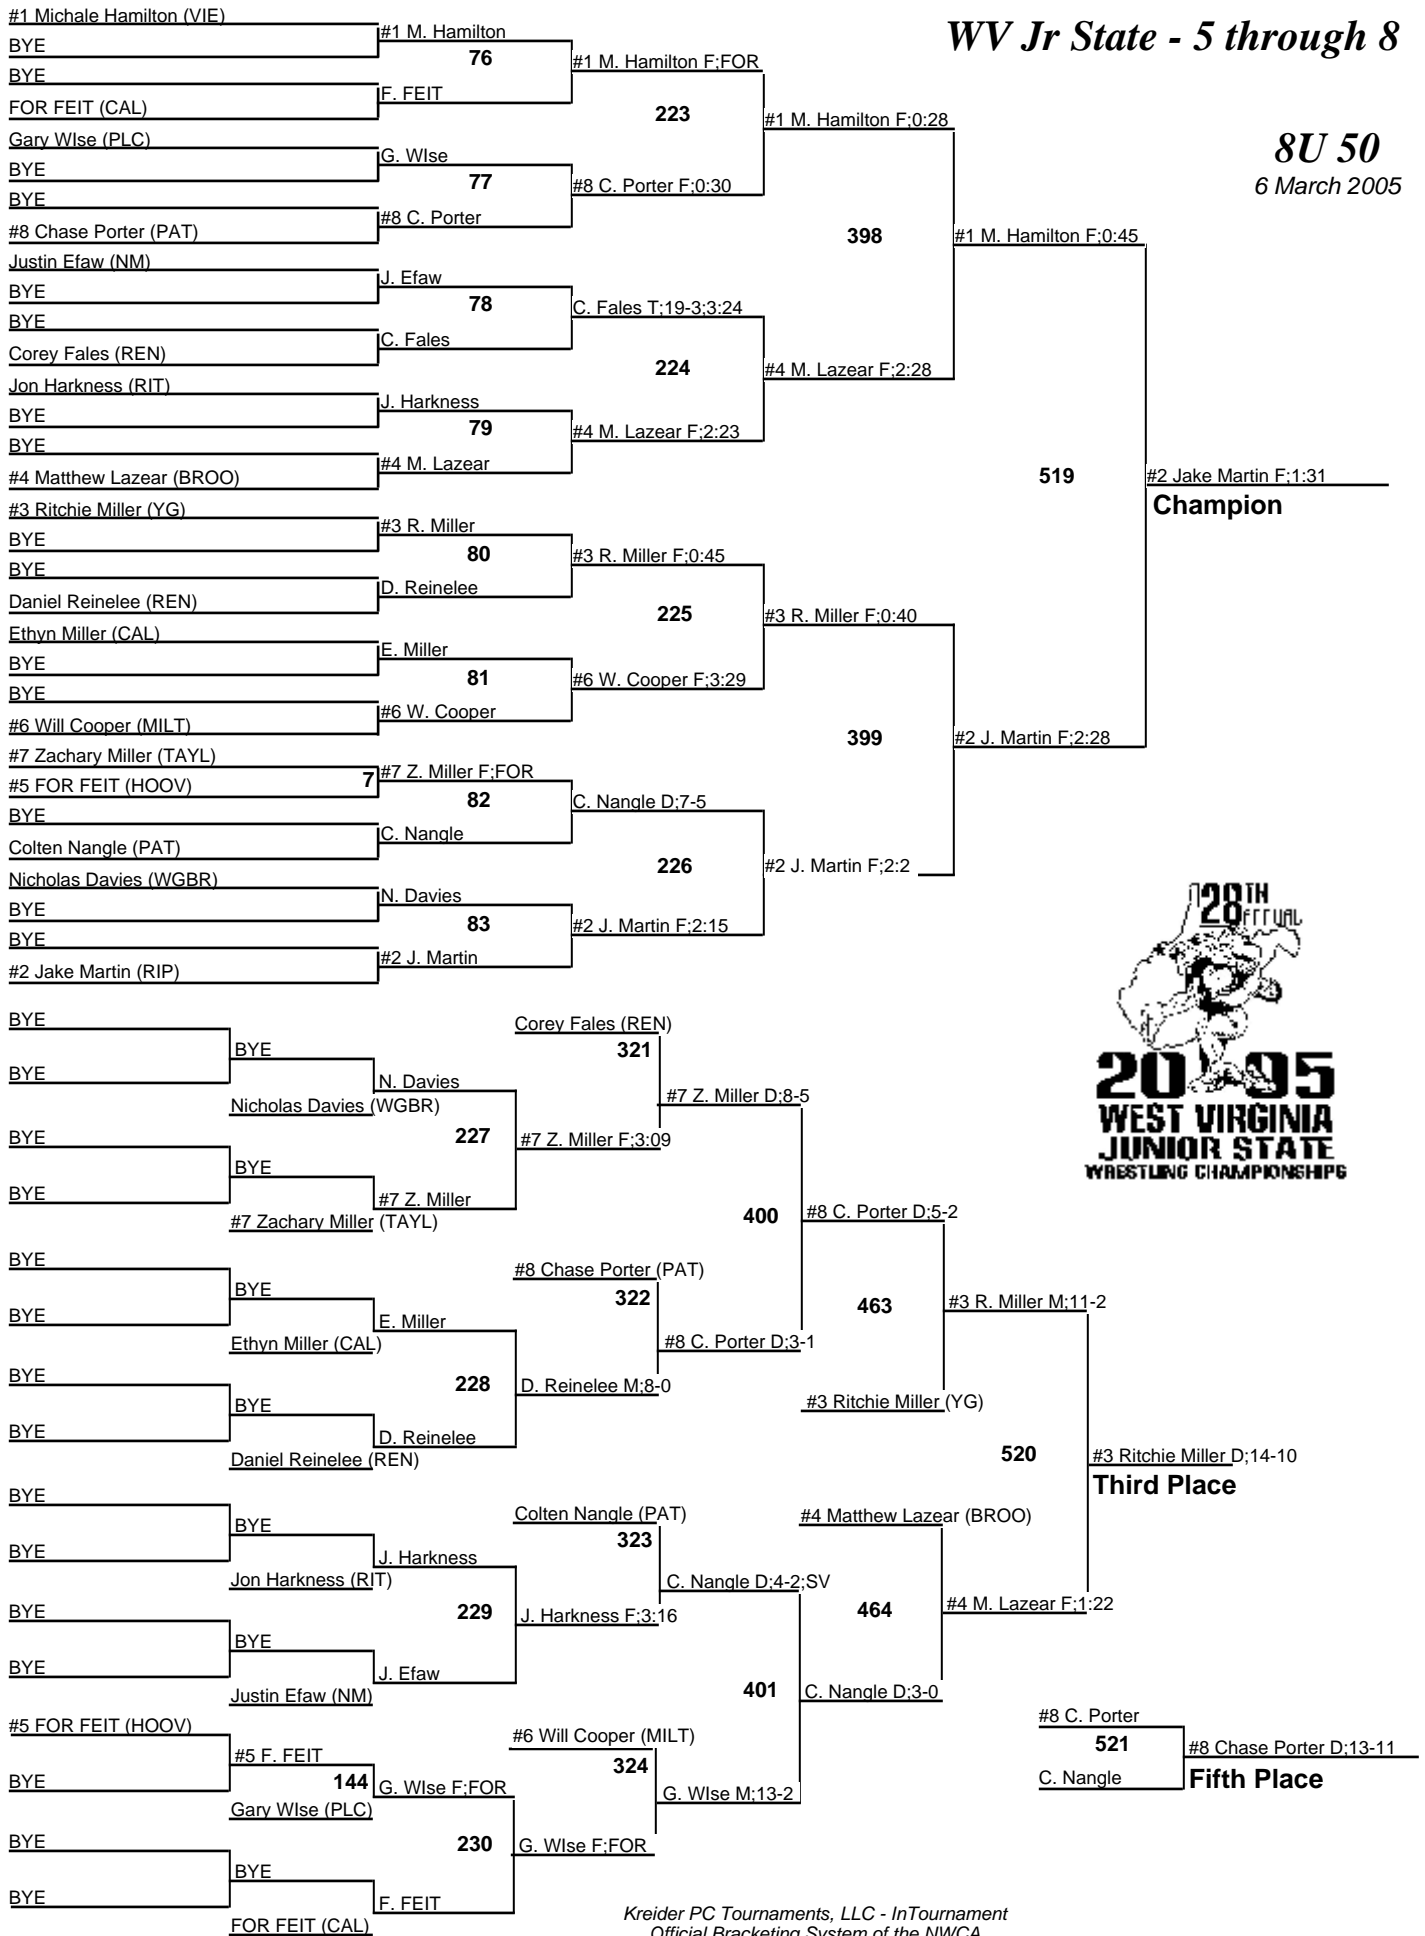 WV Jr State - 5 through 8
8U 50
6 March 2005
#1 Michale Hamilton (VIE)
BYE
BYE
FOR FEIT (CAL)
Gary WIse (PLC)
BYE
BYE
#8 Chase Porter (PAT)
Justin Efaw (NM)
BYE
BYE
Corey Fales (REN)
Jon Harkness (RIT)
BYE
BYE
#4 Matthew Lazear (BROO)
#3 Ritchie Miller (YG)
BYE
BYE
Daniel Reinelee (REN)
Ethyn Miller (CAL)
BYE
BYE
#6 Will Cooper (MILT)
#7 Zachary Miller (TAYL)
#5 FOR FEIT (HOOV)
7
BYE
Colten Nangle (PAT)
Nicholas Davies (WGBR)
BYE
BYE
#2 Jake Martin (RIP)
#1 M. Hamilton
76
F. FEIT
G. WIse
77
#8 C. Porter
J. Efaw
78
C. Fales
J. Harkness
79
#4 M. Lazear
#3 R. Miller
80
D. Reinelee
E. Miller
81
#6 W. Cooper
#7 Z. Miller F;FOR
82
C. Nangle
N. Davies
83
#2 J. Martin
#1 M. Hamilton F;FOR
223
#8 C. Porter F;0:30
C. Fales T;19-3;3:24
224
#4 M. Lazear F;2:23
#3 R. Miller F;0:45
225
#6 W. Cooper F;3:29
C. Nangle D;7-5
226
#2 J. Martin F;2:15
#1 M. Hamilton F;0:28
398
#4 M. Lazear F;2:28
#3 R. Miller F;0:40
399
#2 J. Martin F;2:2
#1 M. Hamilton F;0:45
519
#2 J. Martin F;2:28
#2 Jake Martin F;1:31
Champion
28TH
2005
WEST VIRGINIA
JUNIOR STATE
WRESTLING CHAMPIONSHIPS
BYE
BYE
BYE
BYE
BYE
BYE
BYE
BYE
BYE
BYE
BYE
BYE
#5 FOR FEIT (HOOV)
BYE
BYE
BYE
BYE
Nicholas Davies (WGBR)
BYE
#7 Zachary Miller (TAYL)
BYE
Ethyn Miller (CAL)
BYE
Daniel Reinelee (REN)
BYE
Jon Harkness (RIT)
BYE
Justin Efaw (NM)
#5 F. FEIT
144
Gary WIse (PLC)
BYE
FOR FEIT (CAL)
N. Davies
227
#7 Z. Miller
E. Miller
228
D. Reinelee
J. Harkness
229
J. Efaw
G. WIse F;FOR
230
F. FEIT
Corey Fales (REN)
321
#7 Z. Miller F;3:09
#8 Chase Porter (PAT)
322
D. Reinelee M;8-0
Colten Nangle (PAT)
323
J. Harkness F;3:16
#6 Will Cooper (MILT)
324
G. WIse F;FOR
#7 Z. Miller D;8-5
400
#8 C. Porter D;3-1
C. Nangle D;4-2;SV
401
G. WIse M;13-2
#8 C. Porter D;5-2
463
#3 Ritchie Miller (YG)
#4 Matthew Lazear (BROO)
464
C. Nangle D;3-0
#3 R. Miller M;11-2
520
#4 M. Lazear F;1:22
#3 Ritchie Miller D;14-10
Third Place
#8 C. Porter
521
C. Nangle
#8 Chase Porter D;13-11
Fifth Place
Kreider PC Tournaments, LLC - InTournament
Official Bracketing System of the NWCA